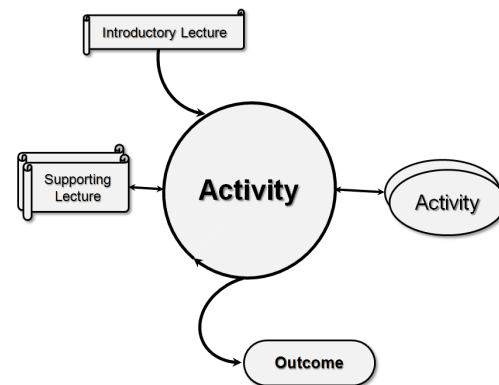 Introductory Lecture
Supporting
Lecture
Activity
Activity
Outcome